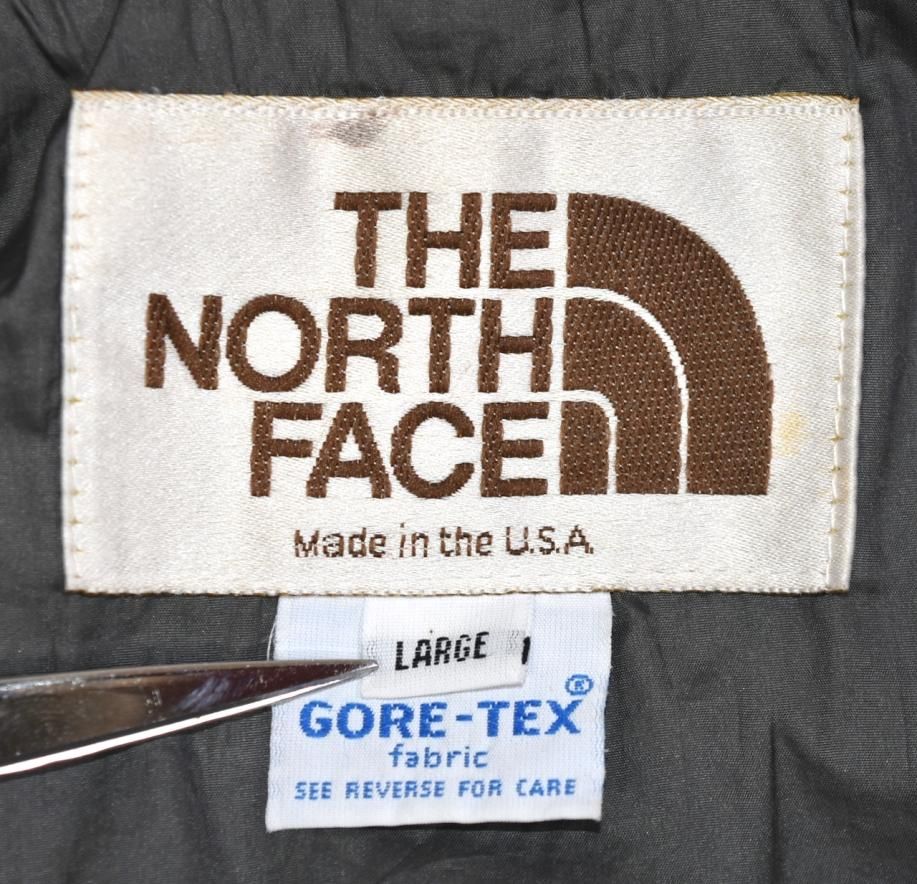 THE
NORTH
FACE
Made in the U.S.A.
LARGE
GORE-TEX®
fabric
SEE REVERSE FOR CARE